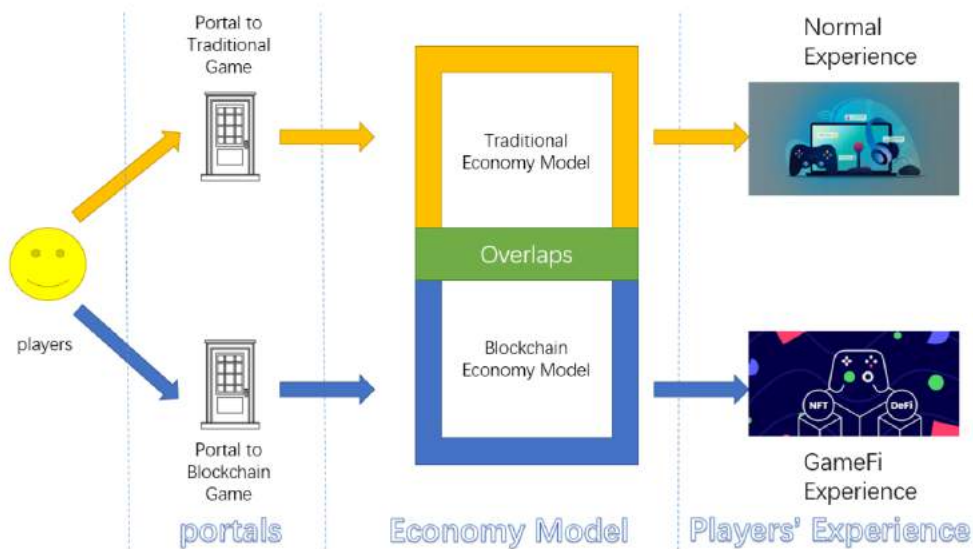 Portal to
Traditional
Game
Normal
Experience
Traditional
Economy Model
Overlaps
players
Blockchain
Economy Model
NFT
DeFi
Portal to
Blockchain
Game
GameFi
Experience
portals
Economy Model
Players' Experience